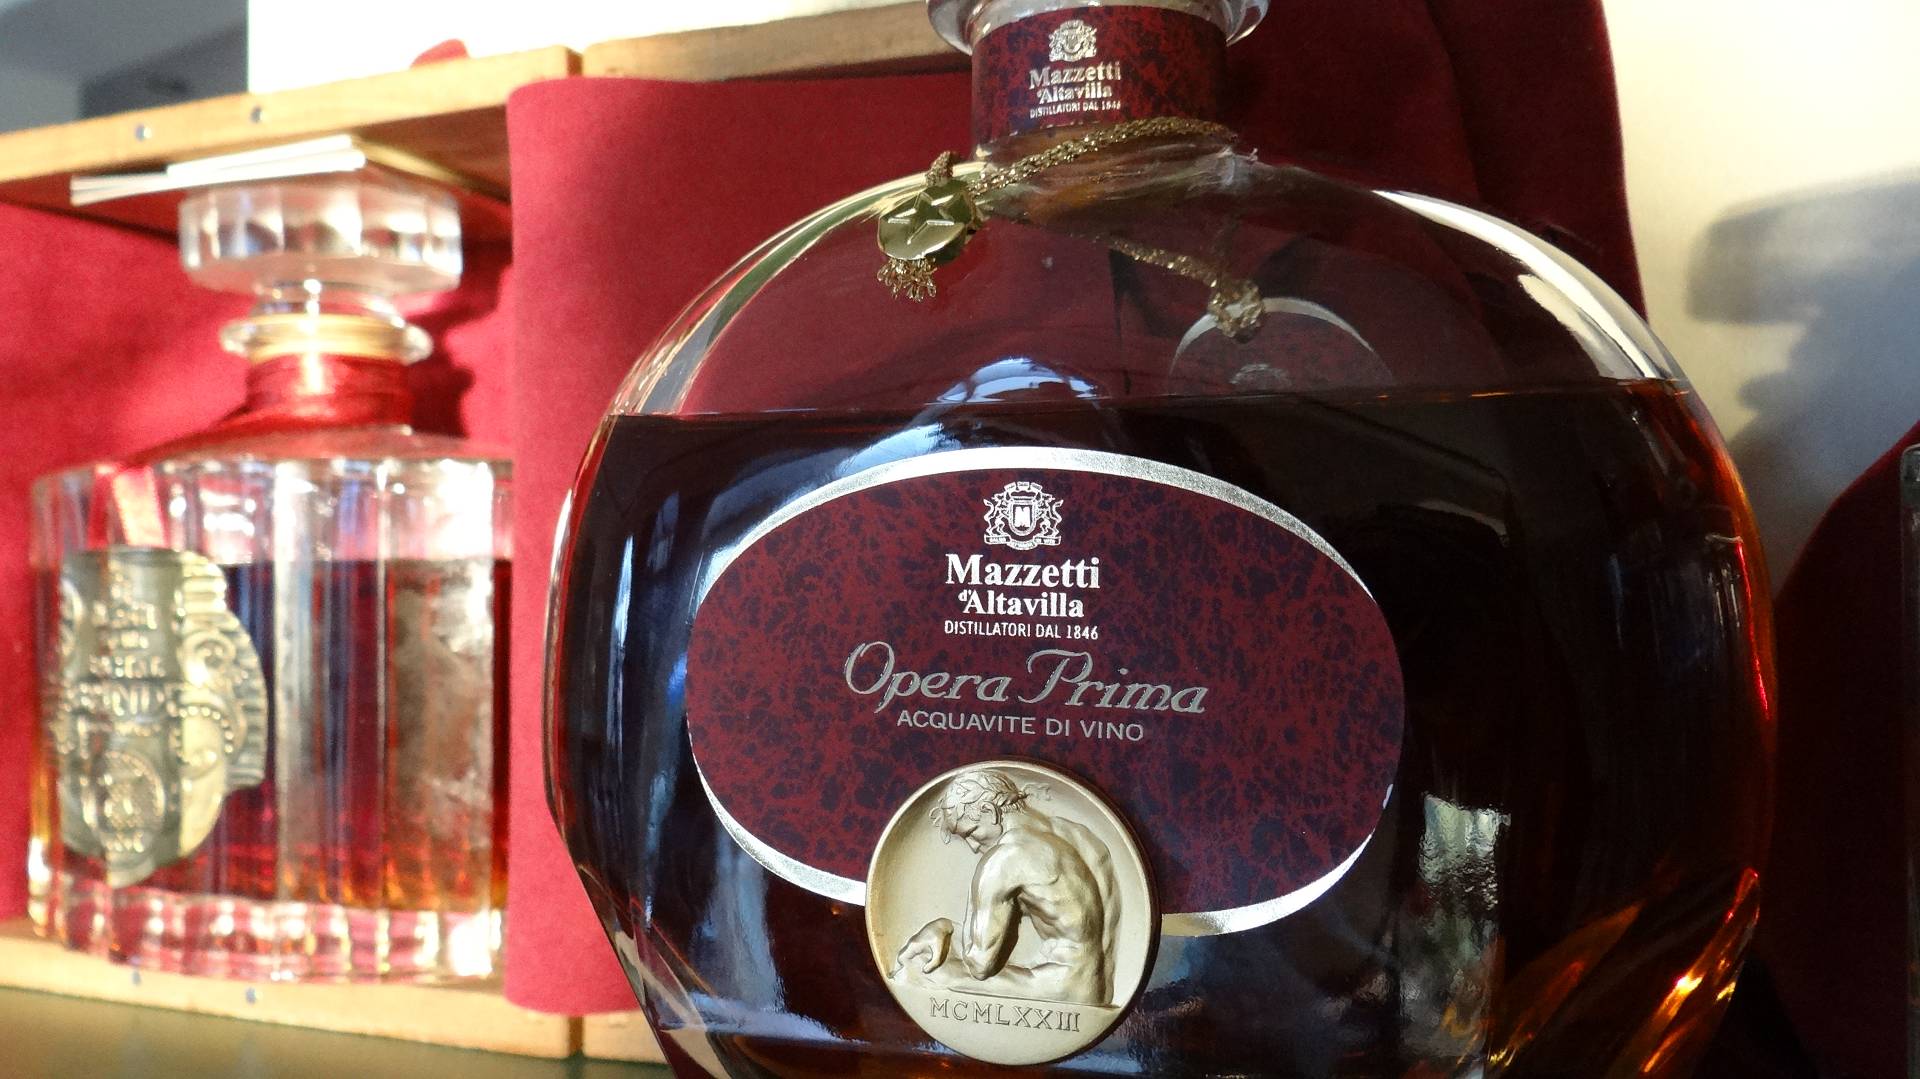 Mazzetti
d'Altavilla
DISTILLATORI DAL 1846
M
Mazzetti
d'Altavilla
DISTILLATORI DAL 1846
Opera Prima
ACQUAVITE DI VINO
MCMLXXIII